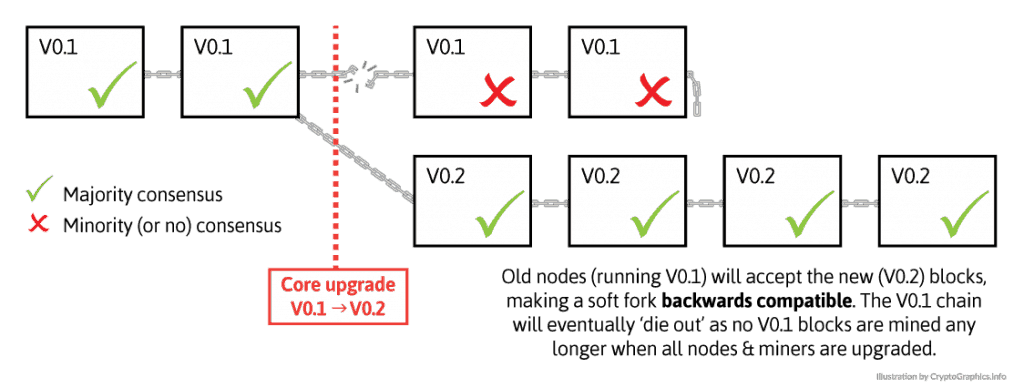 V0.1
V0.1
V0.1
V0.1
V0.2
V0.2
V0.2
V0.2
Majority consensus
Minority (or no) consensus
Core upgrade
V0.1 → V0.2
Old nodes (running V0.1) will accept the new (V0.2) blocks,
making a soft fork backwards compatible. The V0.1 chain
will eventually ‘die out’ as no V0.1 blocks are mined any
longer when all nodes & miners are upgraded.
Illustration by CryptoGraphics.Info